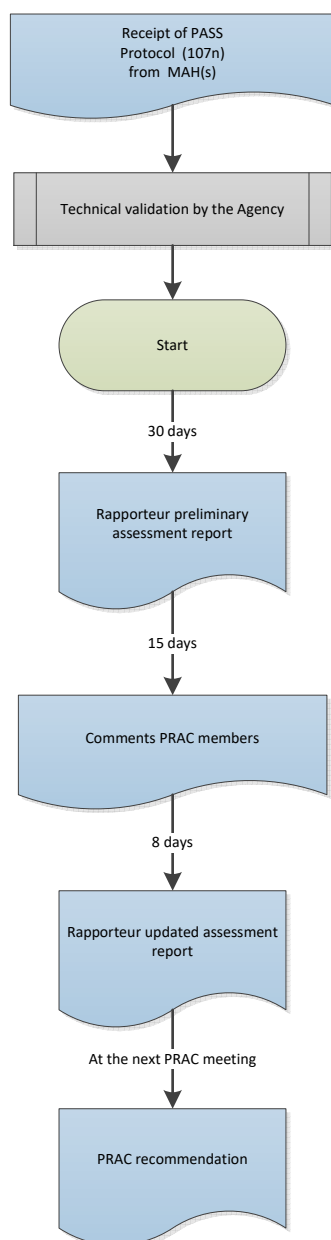 Receipt of PASS
Protocol (107n)
from MAH(s)
Technical validation by the Agency
Start
30 days
Rapporteur preliminary
assessment report
15 days
Comments PRAC members
8 days
Rapporteur updated assessment
report
At the next PRAC meeting
PRAC recommendation